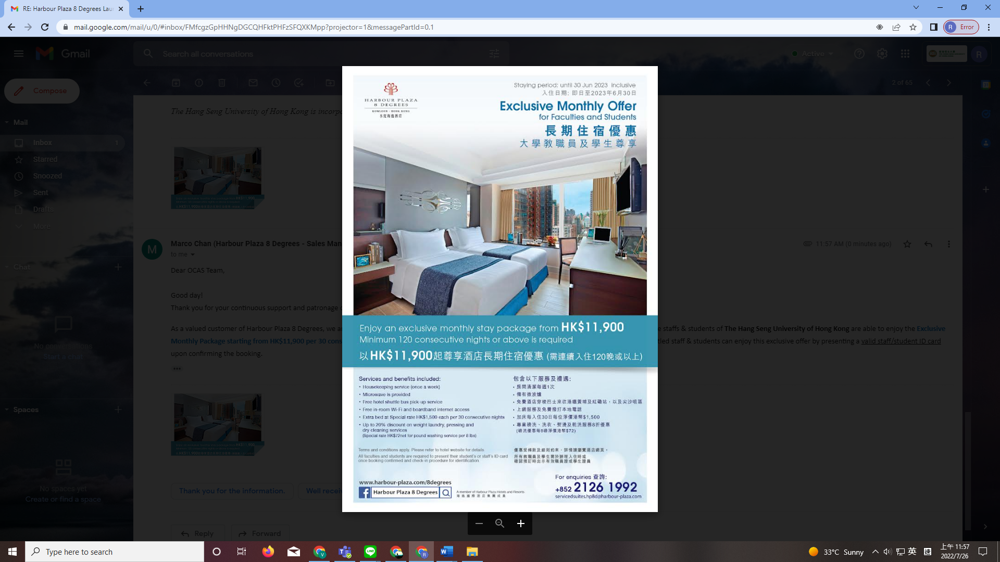 RE: Harbour Plaza 8 Degrees Lau
mail.google.com/mail/u/0/#inbox/FMfcgzGpHHNgDGCQHFktPHFzSFQXKMpp?projector=1&messagePartId=0.1
R Error
Gmail
Search all conversations
Active
R
Compose
2 of 65
Mail
Inbox 1
Starred
Snoozed
Sent
Drafts
More
Chat
No conversations
Start a chat
Spaces
No spaces yet
Create or find a space
The Hang Seng University of Hong Kong is incorpo
M
Marco Chan (Harbour Plaza 8 Degrees - Sales Man
11:57 AM (0 minutes ago)
to me
Dear OCAS Team,
Good day!
Thank you for your continuous support and patronage
As a valued customer of Harbour Plaza 8 Degrees, we a
e staffs & students of The Hang Seng University of Hong Kong are able to enjoy the Exclusive
Monthly Package starting from HK$11,900 per 30 cons
tled staff & students can enjoy this exclusive offer by presenting a valid staff/student ID card
upon confirming the booking.
Thank you for the information.
Well recei
Reply
Forward
HARBOUR PLAZA
8 DEGREES
KOWLOON · HONG KONG
8度海逸酒店
Staying period: until 30 Jun 2023 inclusive
入住日期: 即日至2023年6月30日
Exclusive Monthly Offer
for Faculties and Students
長期住宿優惠
大學教職員及學生尊享
Enjoy an exclusive monthly stay package from HK$11,900
Minimum 120 consecutive nights or above is required
以HK$11,900起尊享酒店長期住宿優惠 (需連續入住120晚或以上)
Services and benefits included:
• Housekeeping service (once a week)
• Microwave is provided
• Free hotel shuttle bus pick-up service
• Free in-room Wi-Fi and boardband internet access
• Extra bed at Special rate HK$1,500 each per 30 consecutive nights
• Up to 20% discount on weight laundry, pressing and
dry cleaning services
(Special rate HK$72net for pound washing service per 8 lbs)
包含以下服務及禮遇:
• 房間清潔每週1次
• 備有微波爐
• 免費酒店穿梭巴士來往港鐵黃埔及紅磡站，以及尖沙咀區
• 上網服務及免費撥打本地電話
• 加床每入住30日每位淨價港幣$1,500
• 專業磅洗、洗衣、熨燙及乾洗服務8折優惠
(磅洗優惠每8磅淨價港幣$72)
Terms and conditions apply. Please refer to hotel website for details.
All faculties and students are required to present their student's or staff's ID card
once booking confirmed and check-in procedure for identification.
優惠受條款及細則約束，詳情請瀏覽酒店網頁。
所有教職員及學生需於辦理入住時或
確認預訂時出示有效職員證或學生證員
www.harbour-plaza.com/8degrees
Harbour Plaza 8 Degrees
A member of Harbour Plaza Hotels and Resorts
海逸國際酒店集團成員
For enquiries 查詢:
+852 2126 1992
servicedsuites.hp8d@harbour-plaza.com
Type here to search
33°C Sunny
英
上午 11:57
2022/7/26